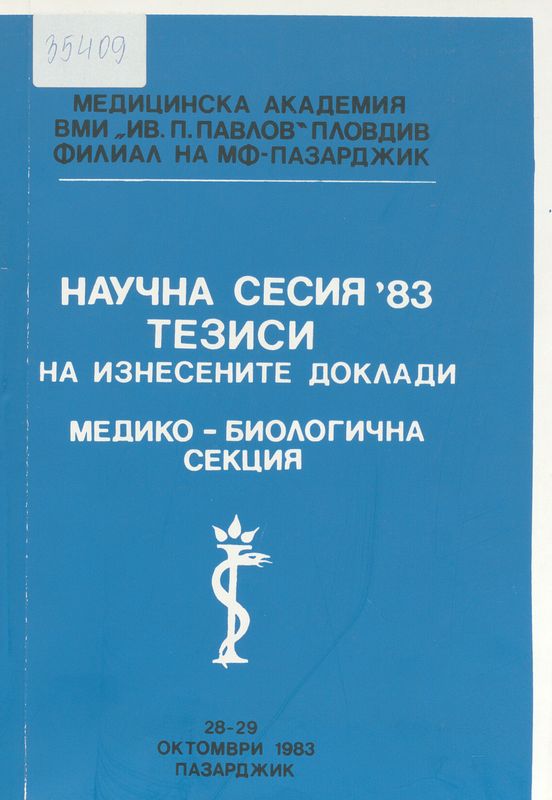 35409
МЕДИЦИНСКА АКАДЕМИЯ
ВМИ „ИВ. П. ПАВЛОВ“ ПЛОВДИВ
ФИЛИАЛ НА МФ-ПАЗАРДЖИК
НАУЧНА СЕСИЯ '83
ТЕЗИСИ
НА ИЗНЕСЕНИТЕ ДОКЛАДИ
МЕДИКО - БИОЛОГИЧНА
СЕКЦИЯ
28-29
ОКТОМВРИ 1983
ПАЗАРДЖИК